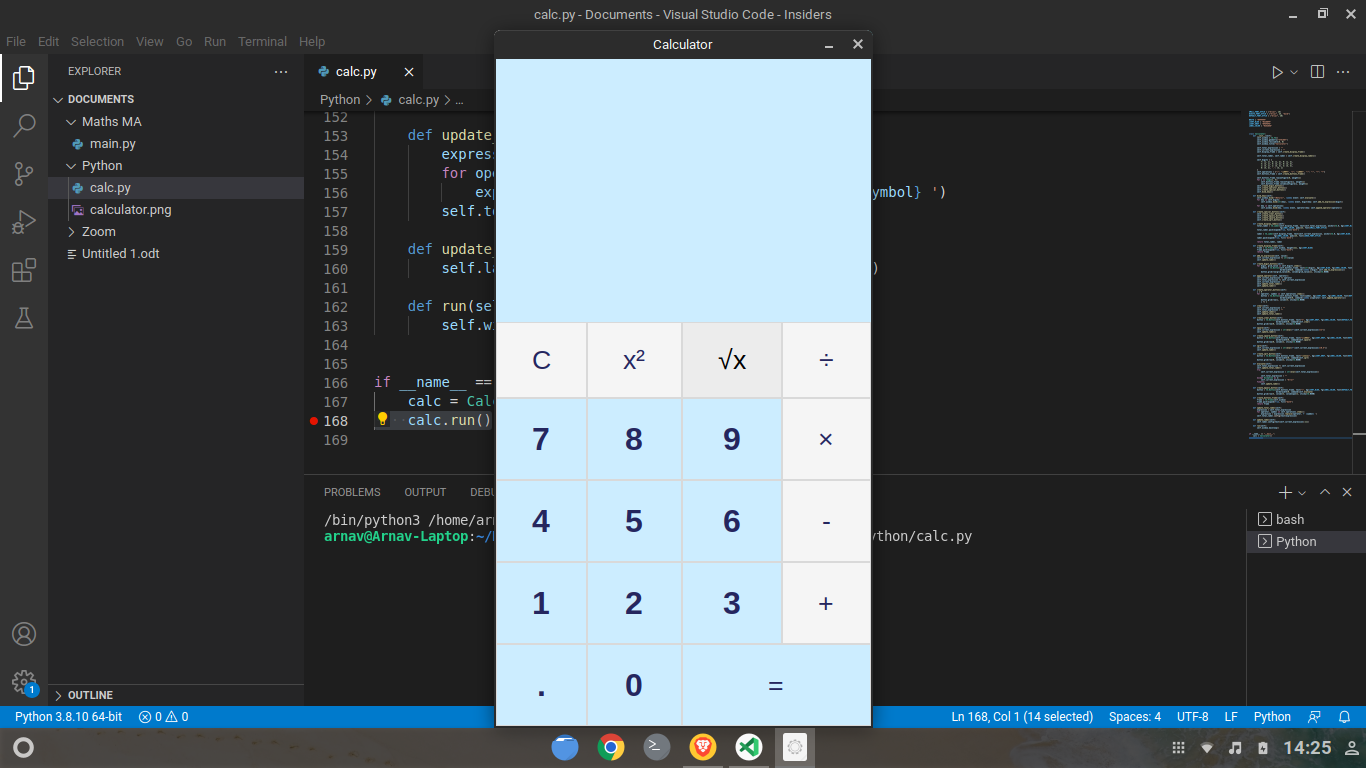 calc.py - Documents - Visual Studio Code - Insiders
File Edit Selection View Go Run Terminal Help
EXPLORER
DOCUMENTS
Maths MA
main.py
Python
calc.py
calculator.png
Zoom
Untitled 1.odt
OUTLINE
calc.py
Python > calc.py > ...
152
153 def update_
154 express
155 for ope
156 exp ymbol} ')
157 self.to
158
159 def update_
160 self.la )
161
162 def run(se
163 self.wi
164
165
166 if __name__ ==
167 calc = Calc
168 calc.run()
169
PROBLEMS OUTPUT DEBU
/bin/python3 /home/arn
arnav@Arnav-Laptop:~/ ython/calc.py
bash
Python
Calculator
C x² √x ÷
7 8 9 ×
4 5 6 -
1 2 3 +
. 0 =
1
Python 3.8.10 64-bit 0 0 Ln 168, Col 1 (14 selected) Spaces: 4 UTF-8 LF Python
14:25